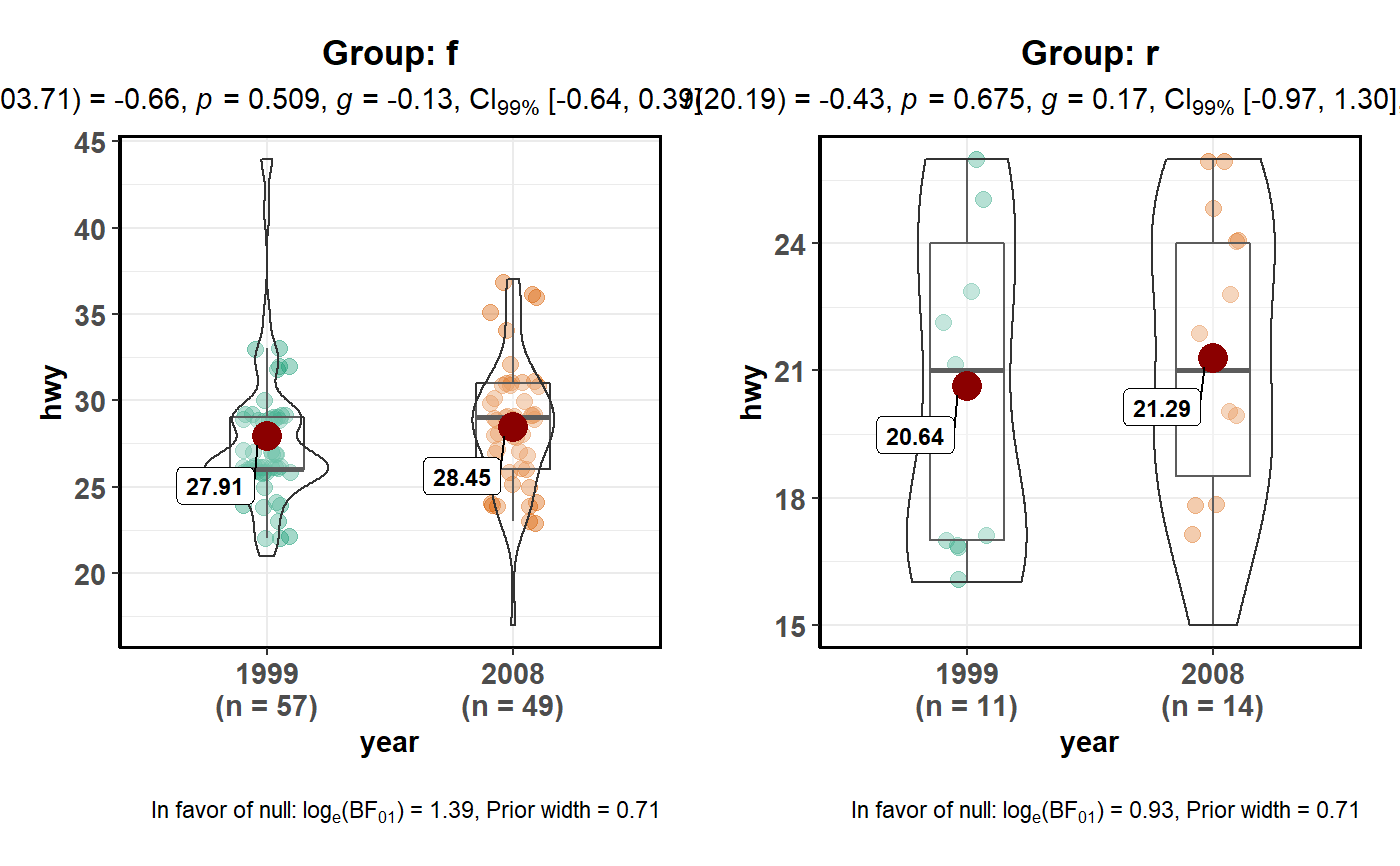 Group: f
03.71) = -0.66, p = 0.509, g = -0.13, CI99% [-0.64, 0.39]
45
40
35
30
25
20
hwy
27.91
28.45
1999
(n = 57)
2008
(n = 49)
year
In favor of null: loge(BF01) = 1.39, Prior width = 0.71
Group: r
(20.19) = -0.43, p = 0.675, g = 0.17, CI99% [-0.97, 1.30]
24
21
18
15
hwy
20.64
21.29
1999
(n = 11)
2008
(n = 14)
year
In favor of null: loge(BF01) = 0.93, Prior width = 0.71